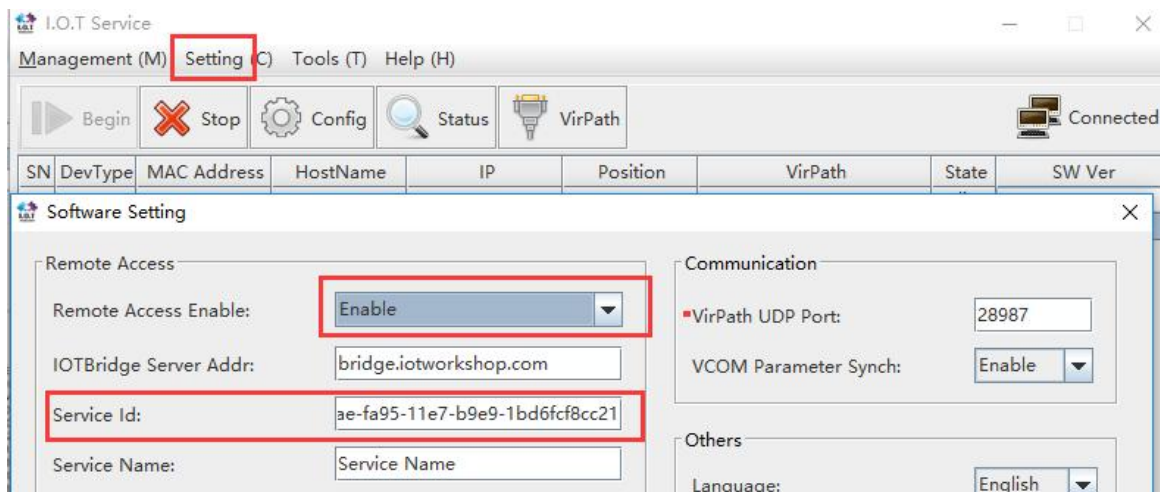 I.O.T Service
Management (M) Setting (C) Tools (T) Help (H)
Begin Stop Config Status VirPath Connected
SN DevType MAC Address HostName IP Position VirPath State SW Ver
Software Setting
Remote Access
Remote Access Enable: Enable
IOTBridge Server Addr: bridge.iotworkshop.com
Service Id: ae-fa95-11e7-b9e9-1bd6fcf8cc21
Service Name: Service Name
Communication
VirPath UDP Port: 28987
VCOM Parameter Synch: Enable
Others
Language: English